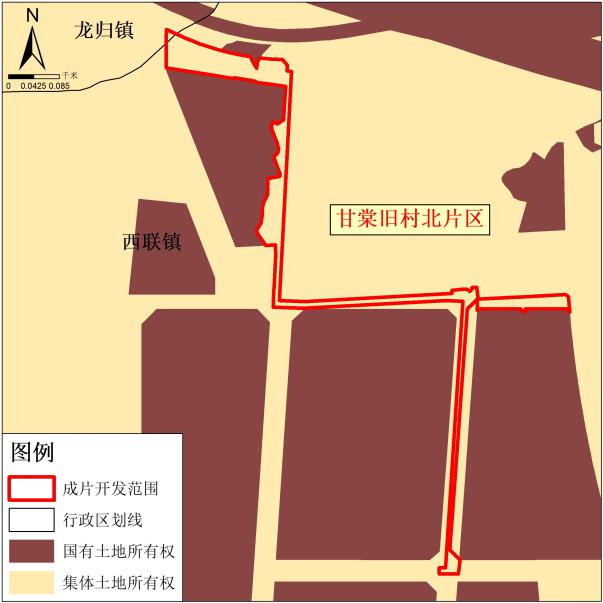 龙归镇
N
千米
0 0.0425 0.085
甘棠旧村北片区
西联镇
图例
成片开发范围
行政区划线
国有土地所有权
集体土地所有权